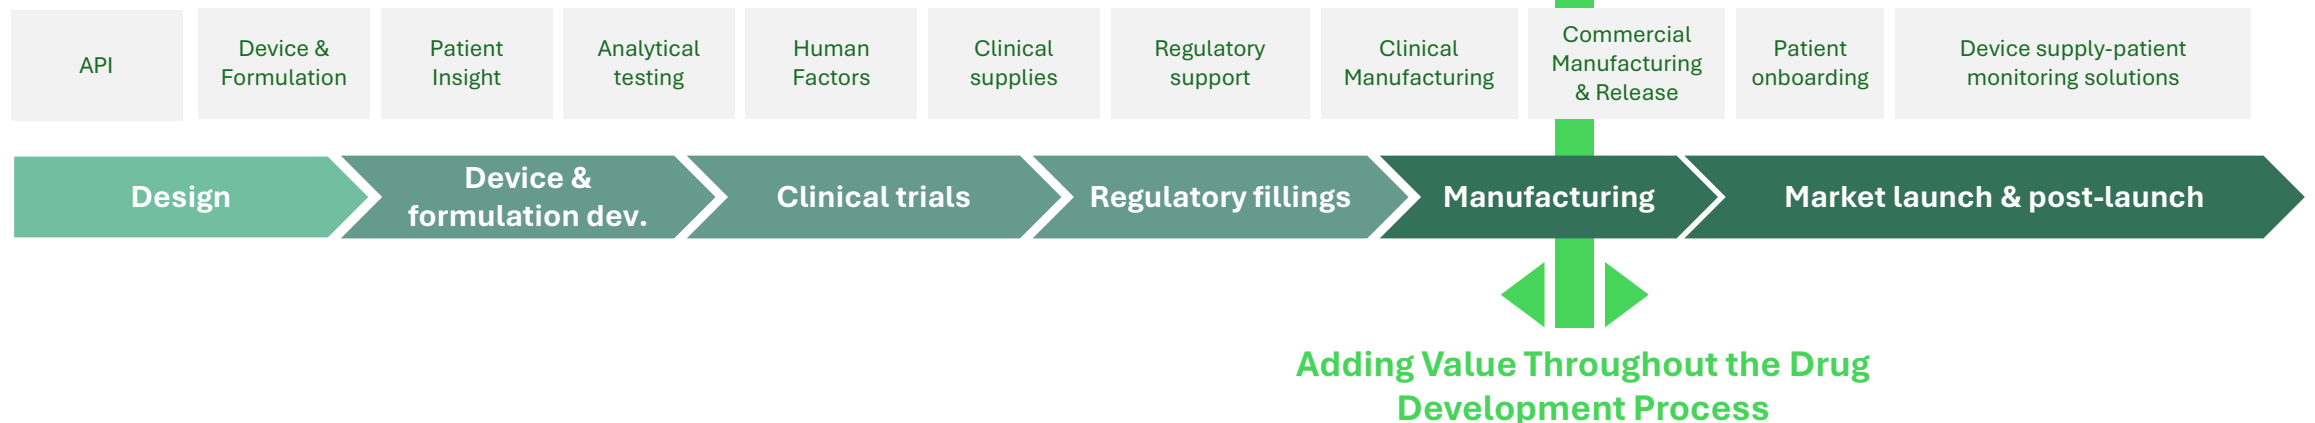 API
Device &
Formulation
Patient
Insight
Analytical
testing
Human
Factors
Clinical
supplies
Regulatory
support
Clinical
Manufacturing
Commercial
Manufacturing
& Release
Patient
onboarding
Device supply-patient
monitoring solutions
Design
Device &
formulation dev.
Clinical trials
Regulatory fillings
Manufacturing
Market launch & post-launch
Adding Value Throughout the Drug
Development Process